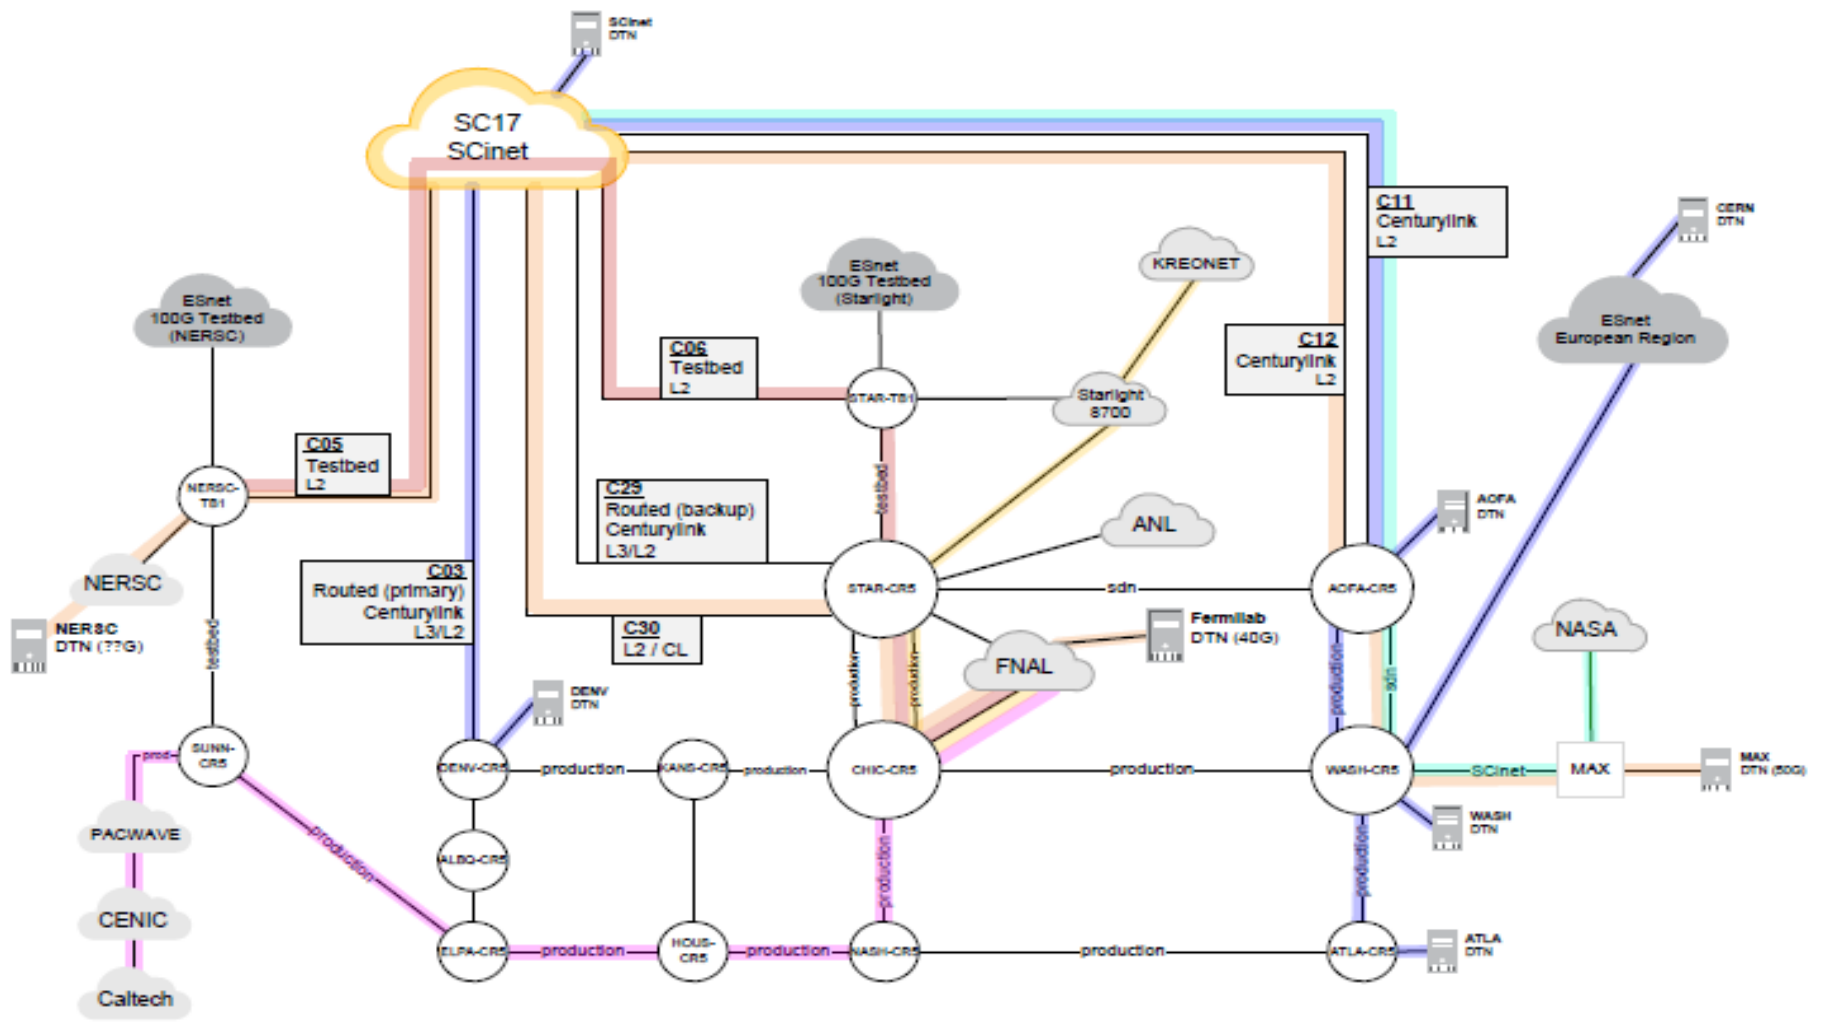 SCinet
DTN
SC17
SCinet
C11
Centurylink
L2
CERN
DTN
KREONET
ESnet
100G Testbed
(Starlight)
ESnet
100G Testbed
(NERSC)
ESnet
European Region
C06
Testbed
L2
C12
Centurylink
L2
STAR-TB1
Starlight
8700
C05
Testbed
L2
NERSC-
TB1
testbed
C29
Routed (backup)
Centurylink
L3/L2
ANL
AOFA
DTN
NERSC
C03
Routed (primary)
Centurylink
L3/L2
STAR-CR5
sdn
AOFA-CR5
NERSC
DTN (??G)
testbed
C30
L2 / CL
Fermilab
DTN (40G)
NASA
FNAL
production
production
production
sdn
DENV
DTN
prod
SUNN-
CR5
DENV-CR5
production
KANS-CR5
production
CHIC-CR5
production
WASH-CR5
SCinet
MAX
MAX
DTN (50G)
WASH
DTN
PACWAVE
production
ALBQ-CR5
production
production
CENIC
ELPA-CR5
production
HOUS-
CR5
production
NASH-CR5
production
ATLA-CR5
ATLA
DTN
Caltech